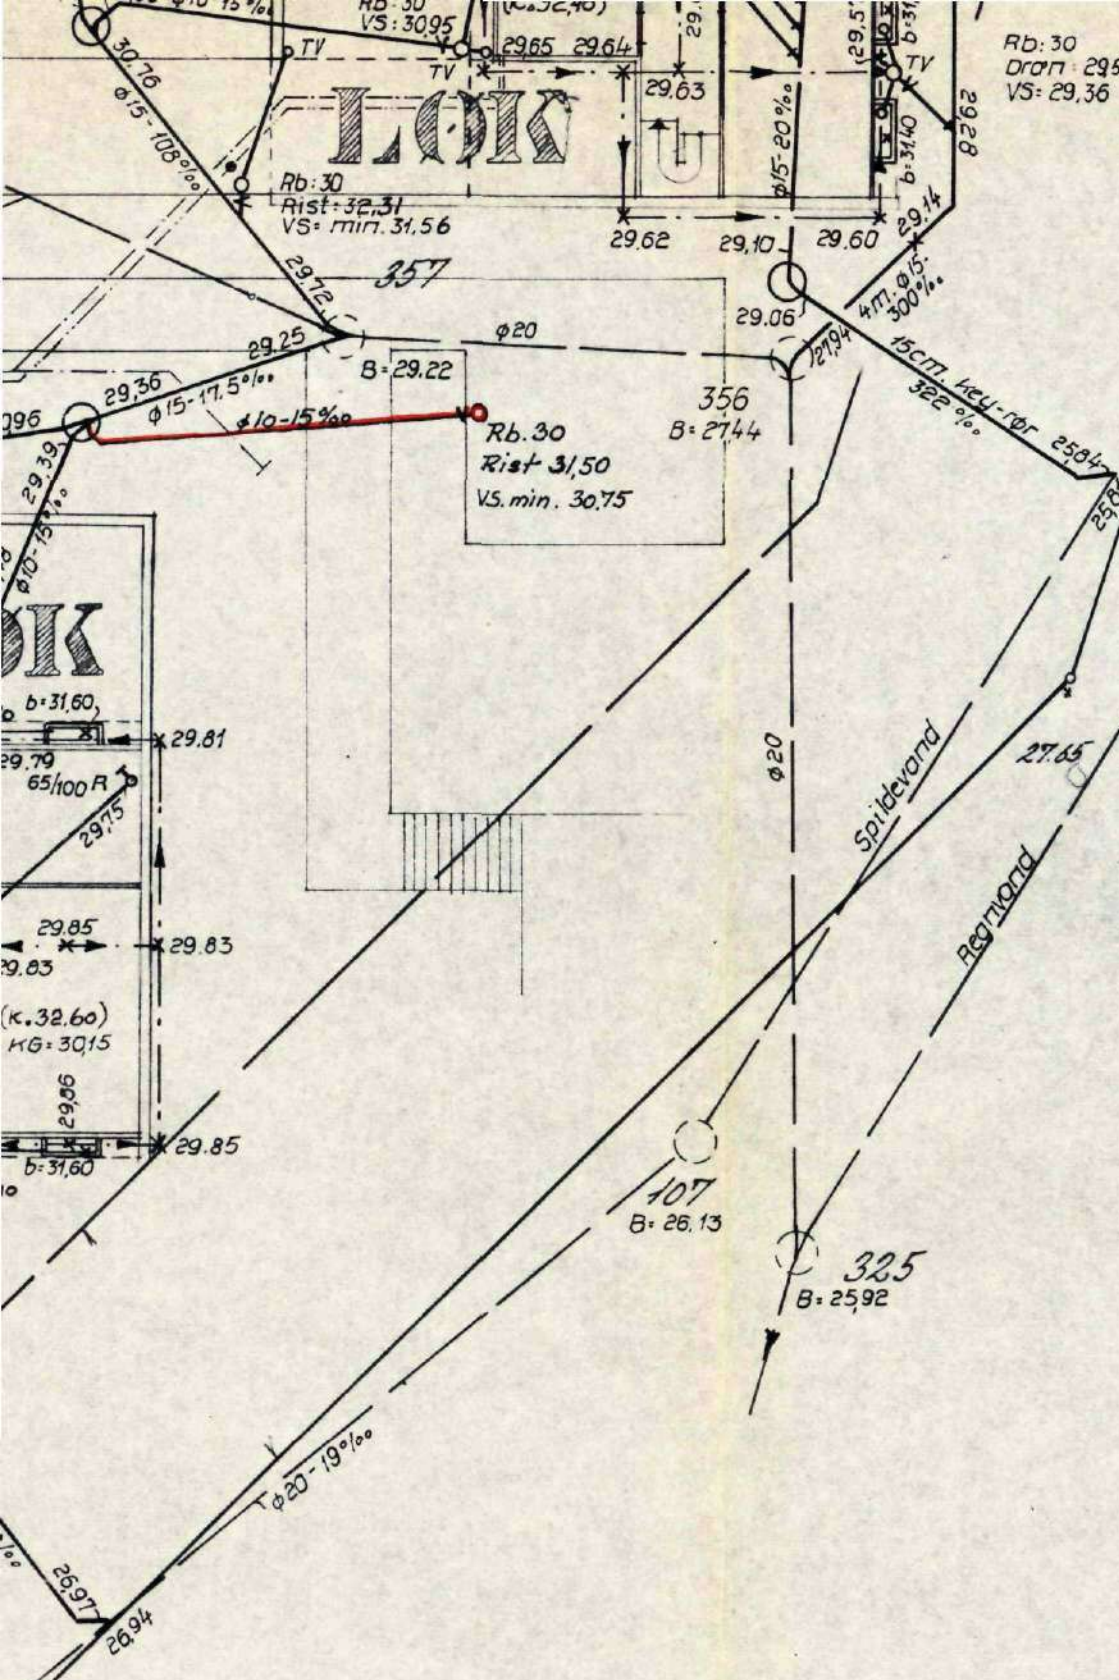 VS: 30,95
TV
29,65
29,64
29,63
TV
TV
b=31,40
Rb: 30
VS: 29,36
29,28
30,76
φ15-108‰
φ15-20‰
LOK
Rb: 30
Rist: 32,31
VS= min. 31,56
29,62
29,10
29,60
29,14
357
29,72
29.06
4m. φ15-
300‰
27,94
29,25
φ20
15cm. key-rør
322‰
25,84
B=29,22
29,36
φ15-17,5‰
φ10-15‰
356
B=27,44
Rb. 30
Rist 31,50
VS. min. 30,75
29,39
φ10-15‰
b=31,60
29.81
29.79
65/100 R
29,75
φ20
Spildevand
27.65
Regnvand
29.85
29.83
29.83
(K.32.60)
KG=30,15
29,86
29.85
b=31,60
107
B= 26,13
325
B= 25,92
φ20-19‰
26,97
26,94